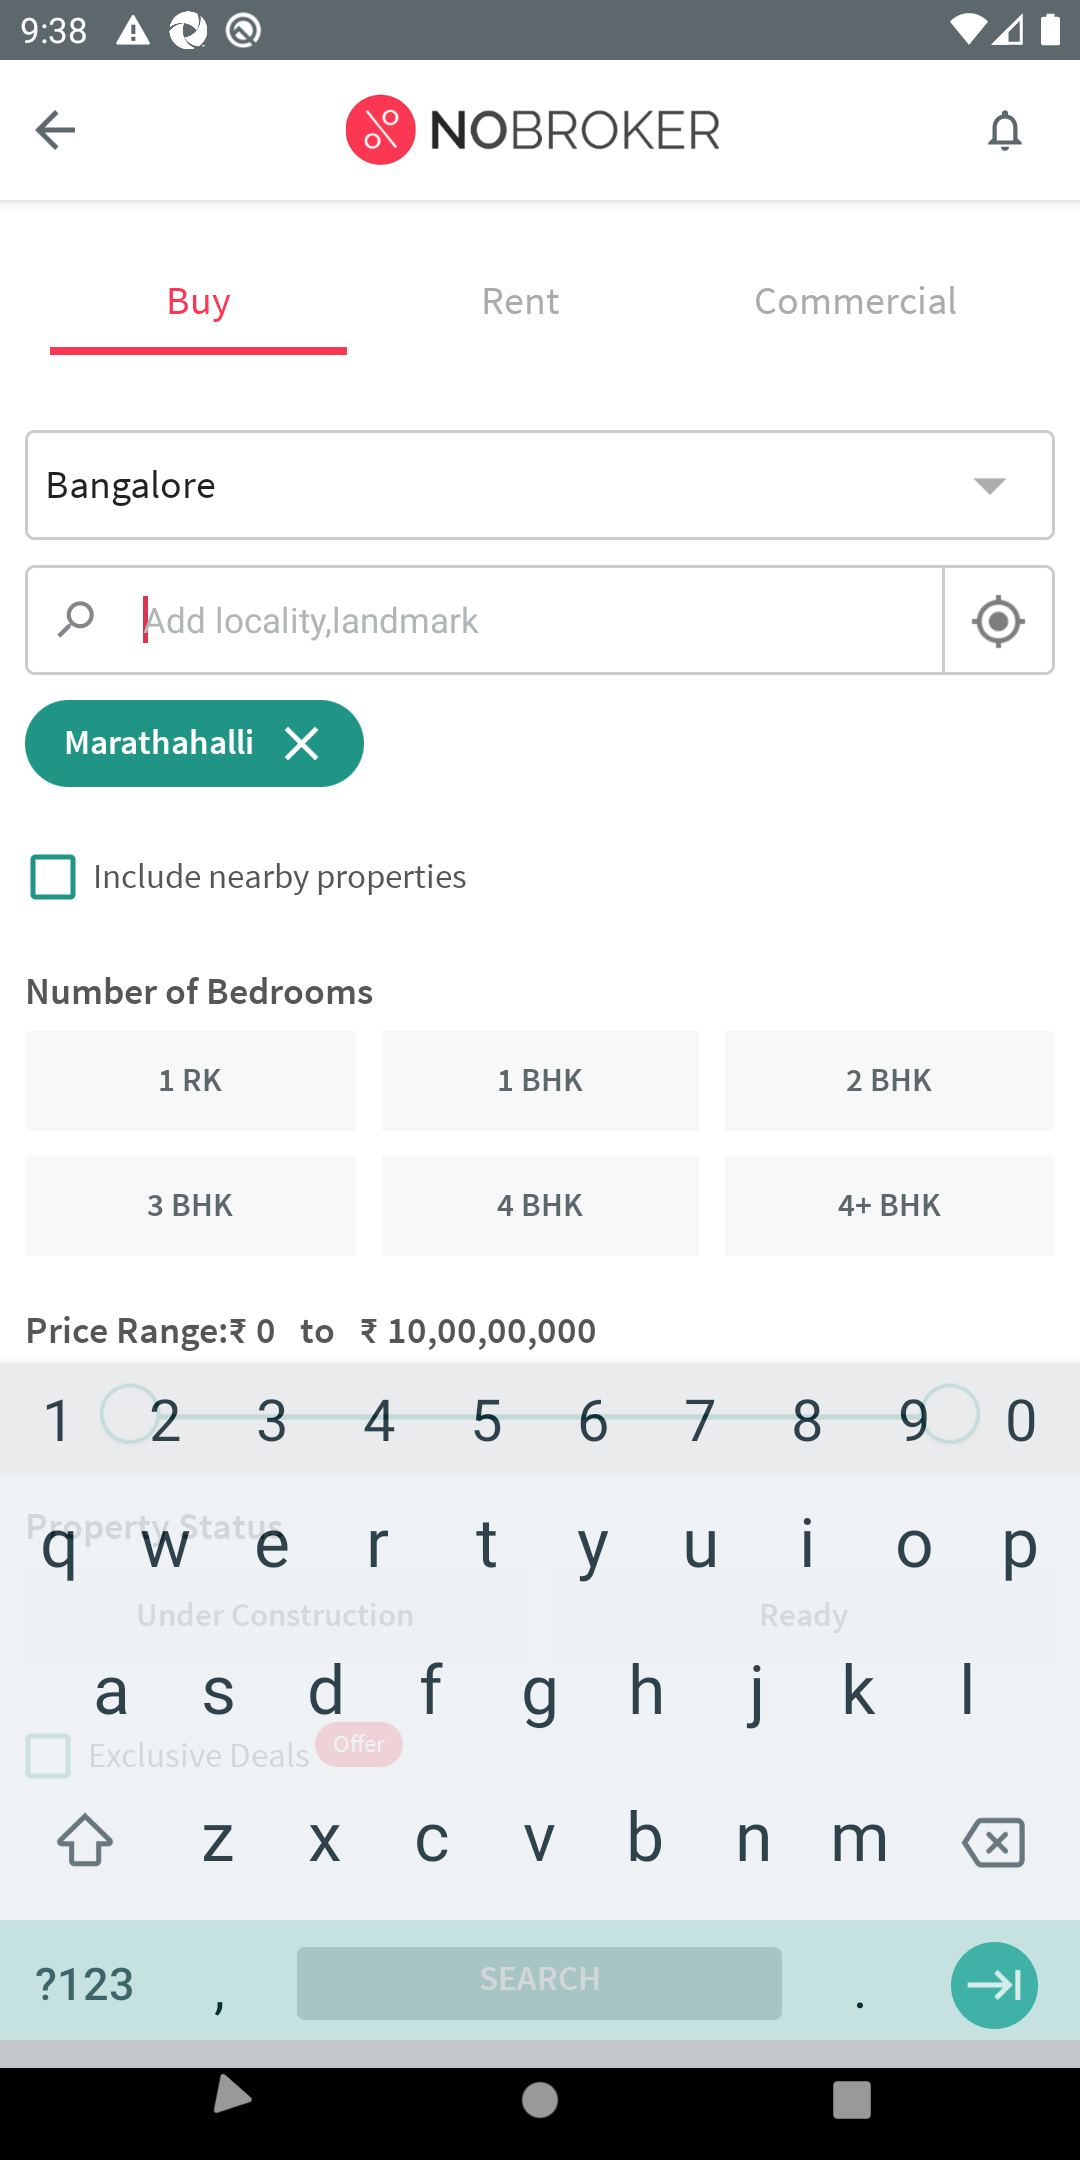 9:38
NOBROKER
Buy Rent Commercial
Bangalore
Add locality,landmark
Marathahalli
Include nearby properties
Number of Bedrooms
1 RK 1 BHK 2 BHK
3 BHK 4 BHK 4+ BHK
Price Range:₹ 0 to ₹ 10,00,00,000
1 2 3 4 5 6 7 8 9 0
Property Status
q w e r t y u i o p
Under Construction Ready
a s d f g h j k l
Exclusive Deals Offer
z x c v b n m
?123 , SEARCH .